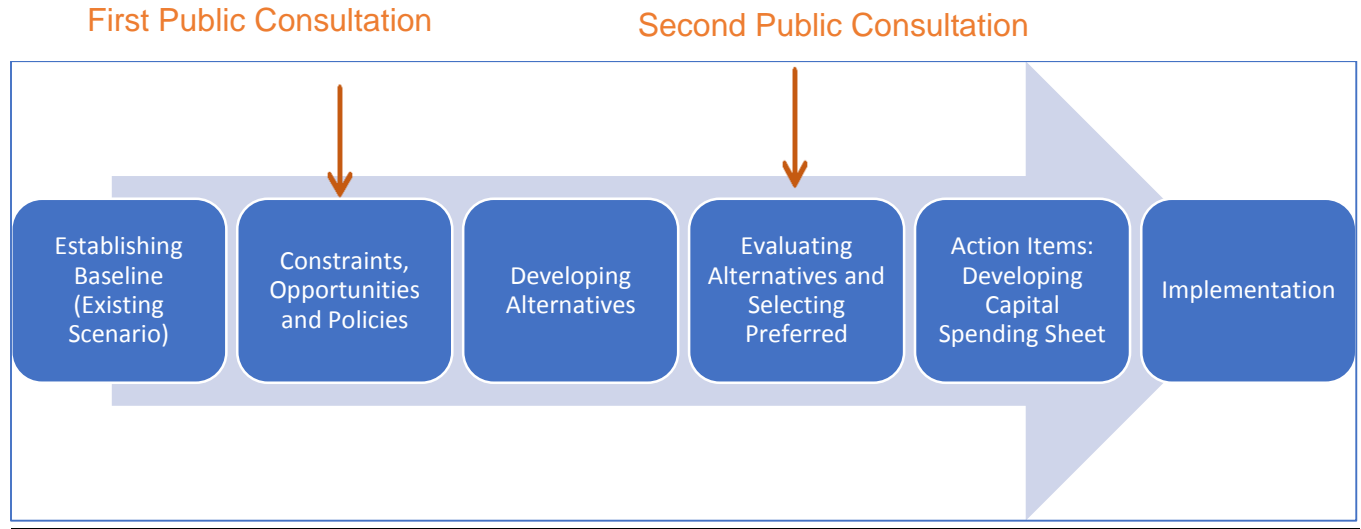 First Public Consultation
Second Public Consultation
Establishing
Baseline
(Existing
Scenario)
Constraints,
Opportunities
and Policies
Developing
Alternatives
Evaluating
Alternatives and
Selecting
Preferred
Action Items:
Developing
Capital
Spending Sheet
Implementation